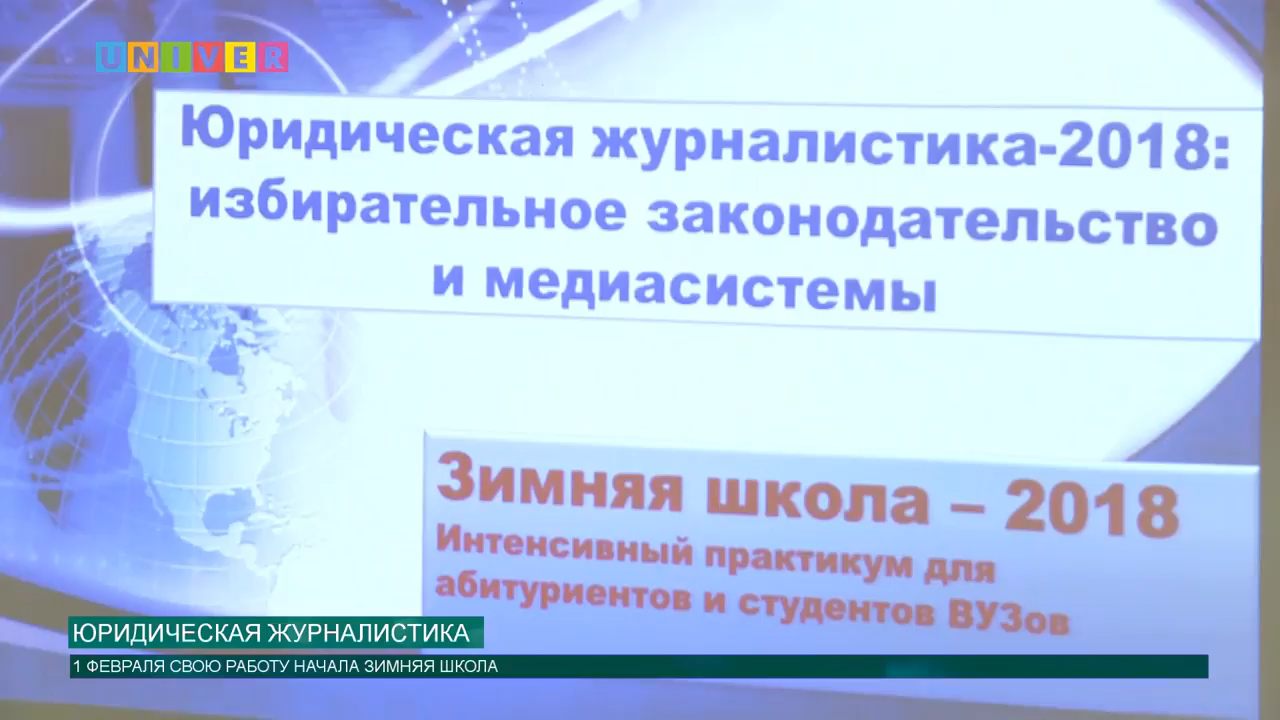 UNIVER
Юридическая журналистика-2018:
избирательное законодательство
и медиасистемы
Зимняя школа – 2018
Интенсивный практикум для
абитуриентов и студентов ВУЗов
ЮРИДИЧЕСКАЯ ЖУРНАЛИСТИКА
1 ФЕВРАЛЯ СВОЮ РАБОТУ НАЧАЛА ЗИМНЯЯ ШКОЛА